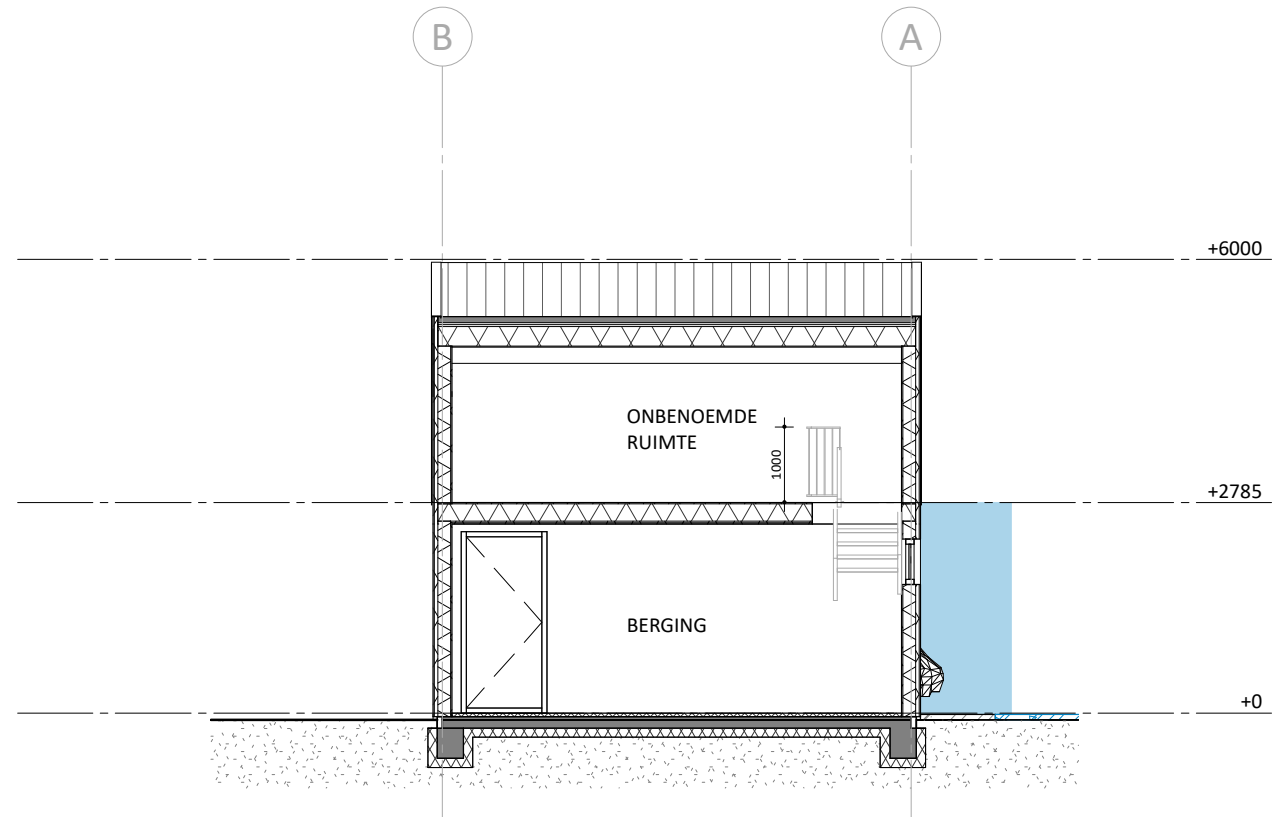 B
A
+6000
ONBENOEMDE
RUIMTE
1000
+2785
BERGING
+0